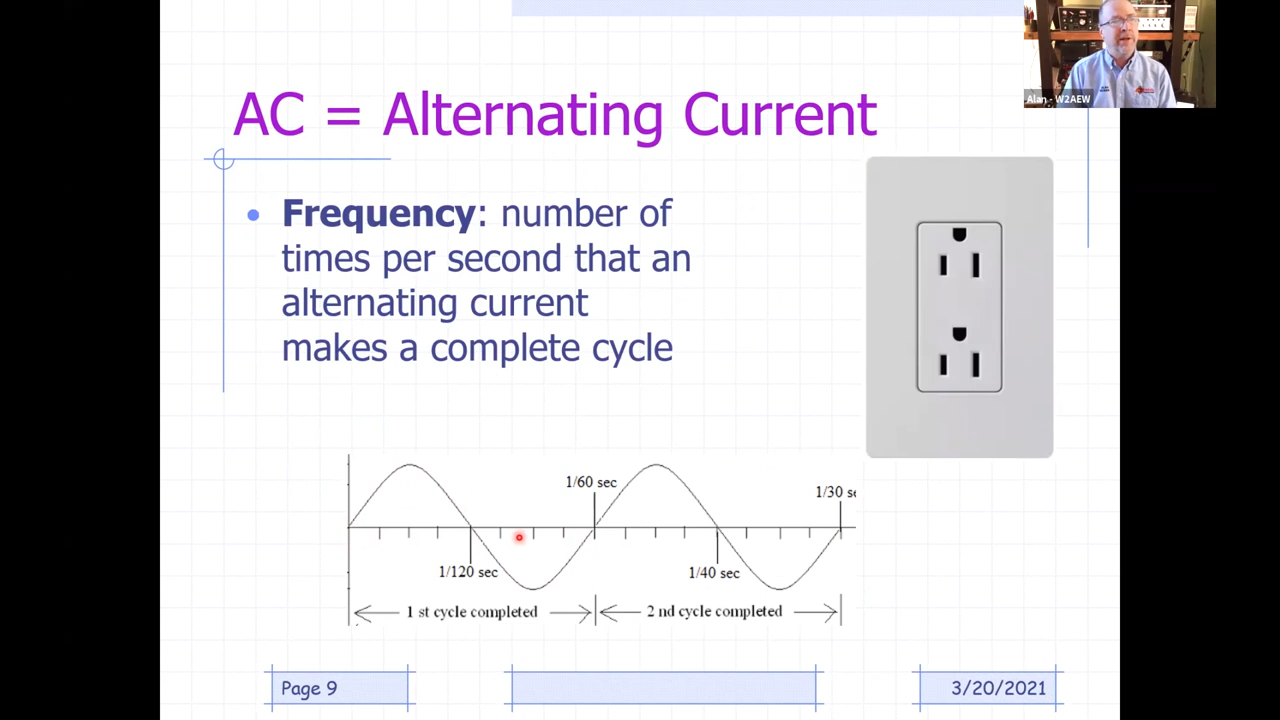 Alan - W2AEW
AC = Alternating Current
• Frequency: number of
times per second that an
alternating current
makes a complete cycle
1/60 sec
1/30 se
1/120 sec
1/40 sec
1 st cycle completed
2 nd cycle completed
Page 9
3/20/2021